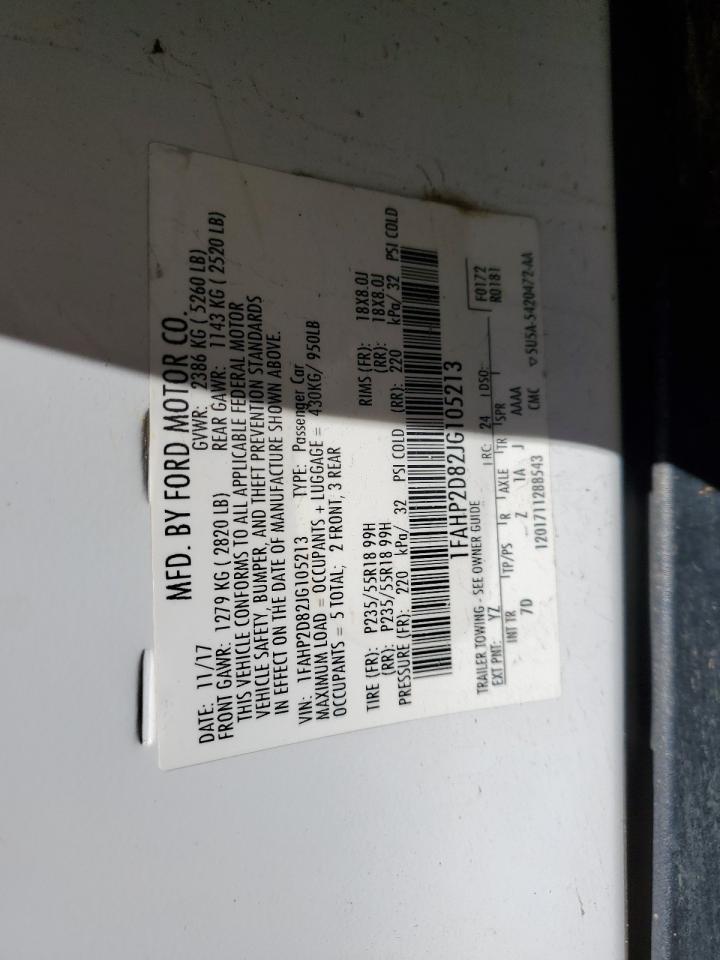 MFD. BY FORD MOTOR CO.
DATE: 11/17 GVWR: 2386 KG ( 5260 LB)
FRONT GAWR: 1279 KG ( 2820 LB) REAR GAWR: 1143 KG ( 2520 LB)
THIS VEHICLE CONFORMS TO ALL APPLICABLE FEDERAL MOTOR
VEHICLE SAFETY, BUMPER, AND THEFT PREVENTION STANDARDS
IN EFFECT ON THE DATE OF MANUFACTURE SHOWN ABOVE.
VIN: 1FAHP2D82JG105213 TYPE: Passenger Car
MAXIMUM LOAD = OCCUPANTS + LUGGAGE = 430KG/ 950LB
OCCUPANTS = 5 TOTAL; 2 FRONT, 3 REAR
TIRE (FR): P235/55R18 99H RIMS (FR): 18X8.0J
(RR): P235/55R18 99H (RR): 18X8.0J
PRESSURE (FR): 220 kPa/ 32 PSI COLD (RR): 220 kPa/ 32 PSI COLD
1FAHP2D82JG105213
TRAILER TOWING - SEE OWNER GUIDE F0172
EXT PNT: YZ RC: 24 DSO: R0181
INT TR TP/PS R AXLE TR SPR
7D Z 1A J AAAA
1201711288543 CMC ▽5U5A-5420472-AA